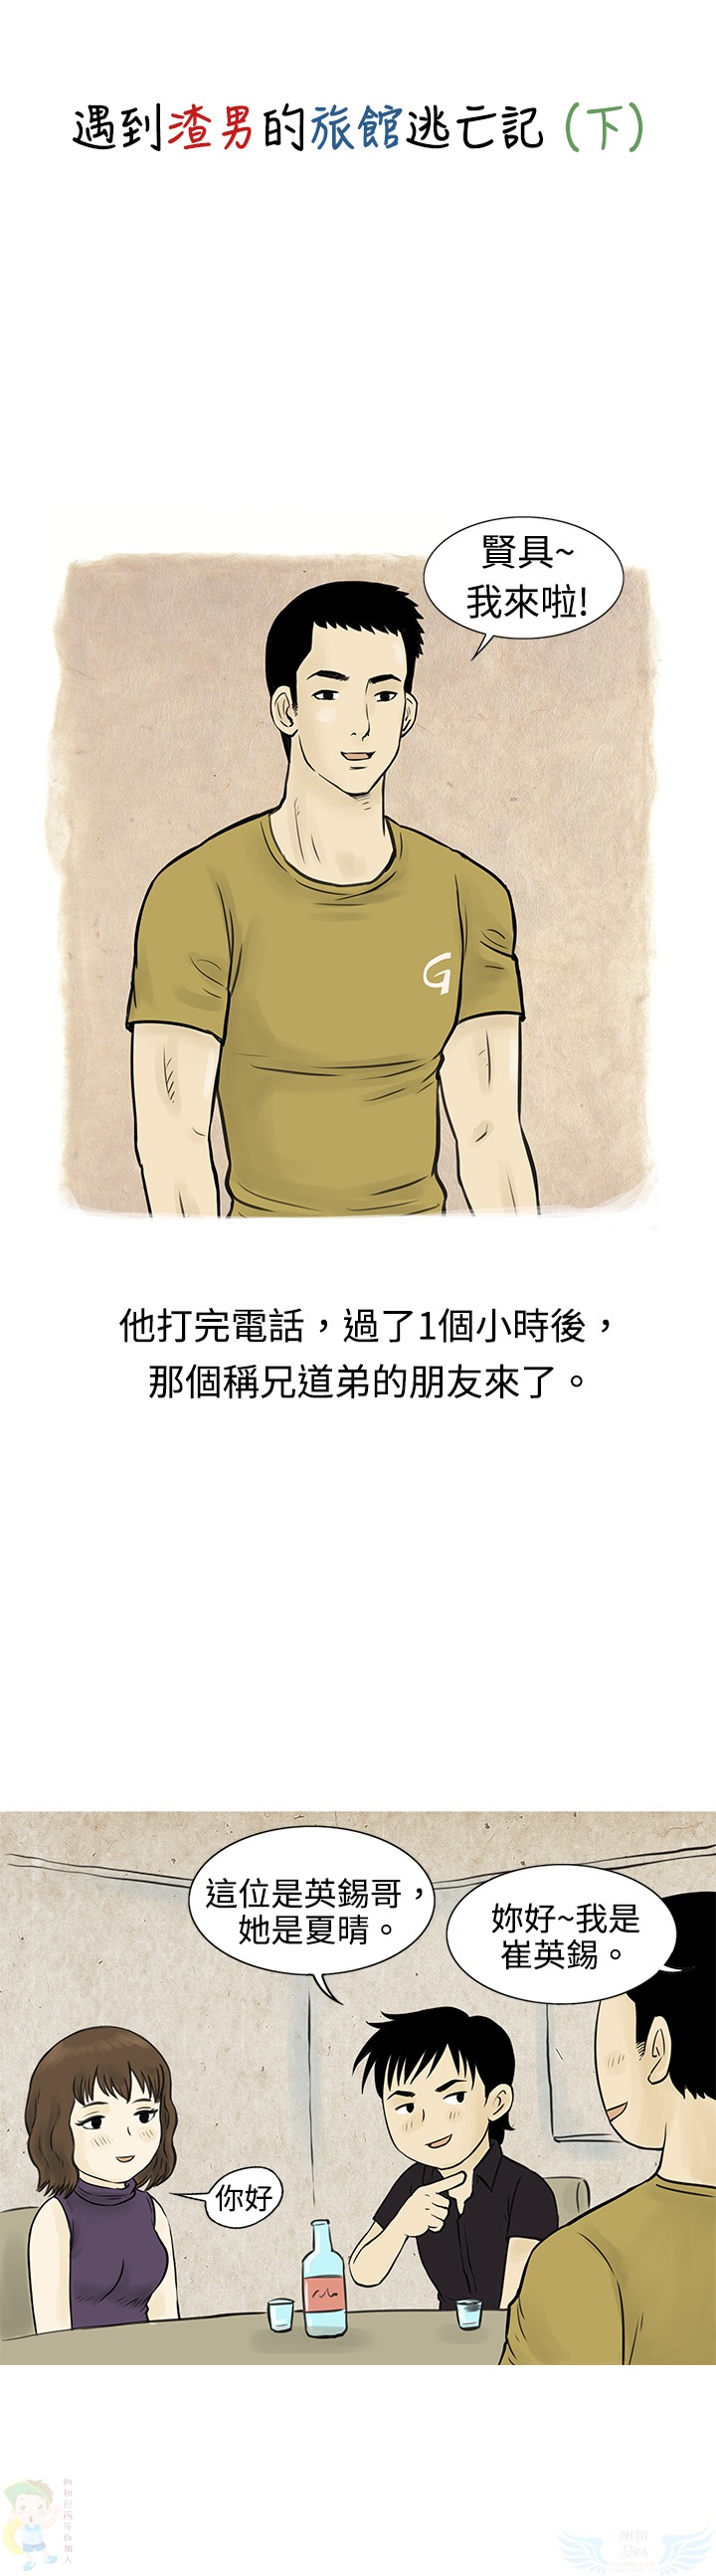 遇到渣男的旅館逃亡記(下)
賢具~
我來啦!
G
他打完電話，過了1個小時後，
那個稱兄道弟的朋友來了。
這位是英錫哥，
她是夏晴。
妳好~我是
崔英錫。
你好